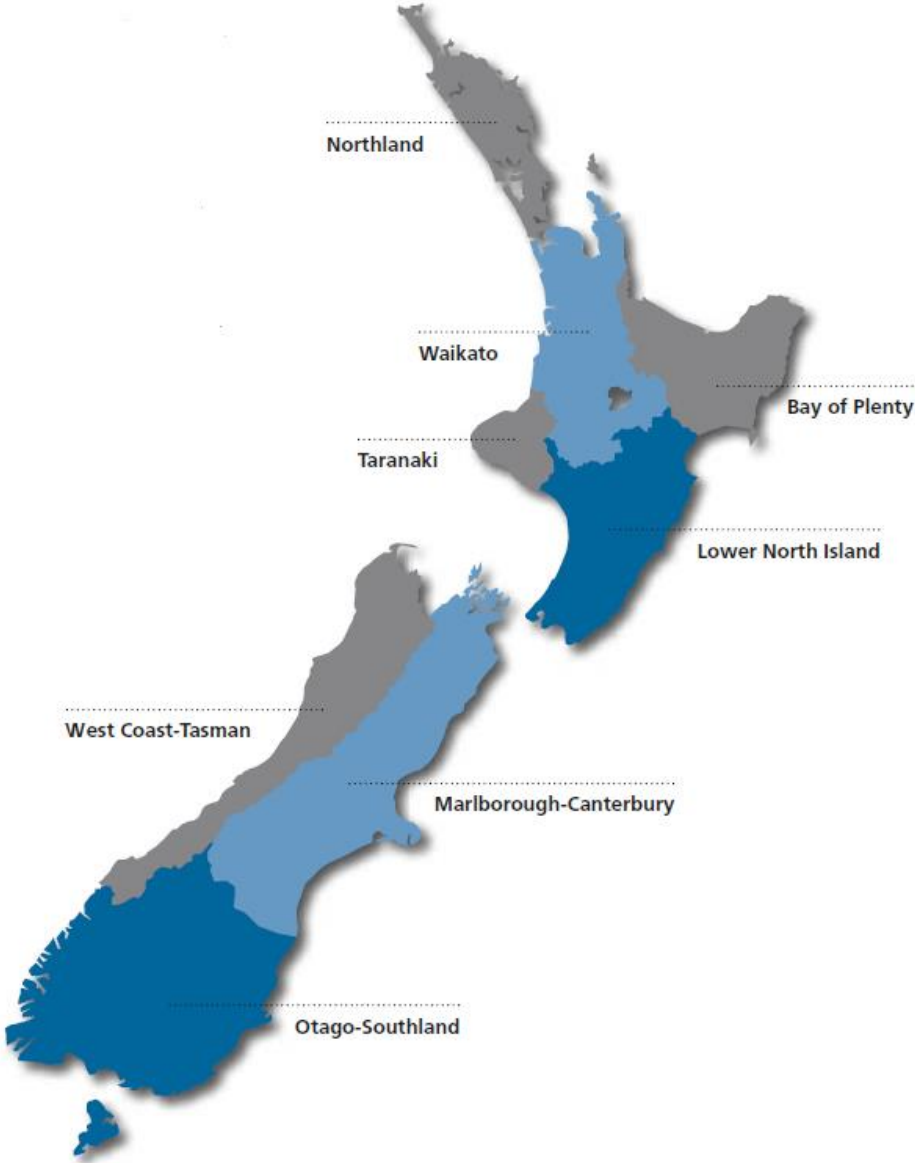 Northland
Waikato
Bay of Plenty
Taranaki
Lower North Island
West Coast-Tasman
Marlborough-Canterbury
Otago-Southland